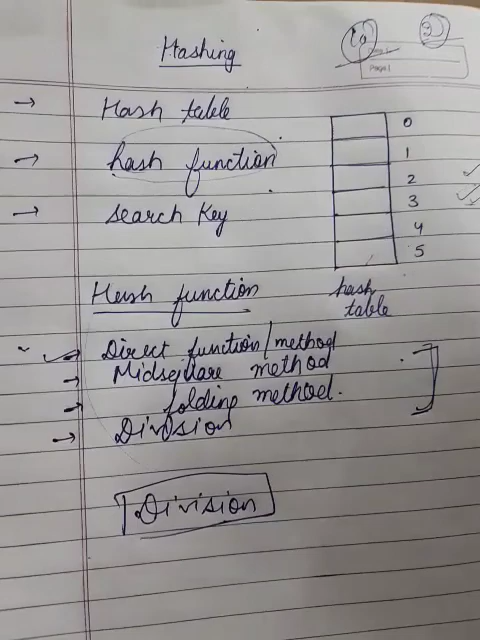 Hashing
Page
→ Hash table
→ hash function
→ search key
0
1
2
3
4
5
hash
table
Hash function
→ Direct function/method
→ Midsquare method
→ folding method.
→ Division
Division